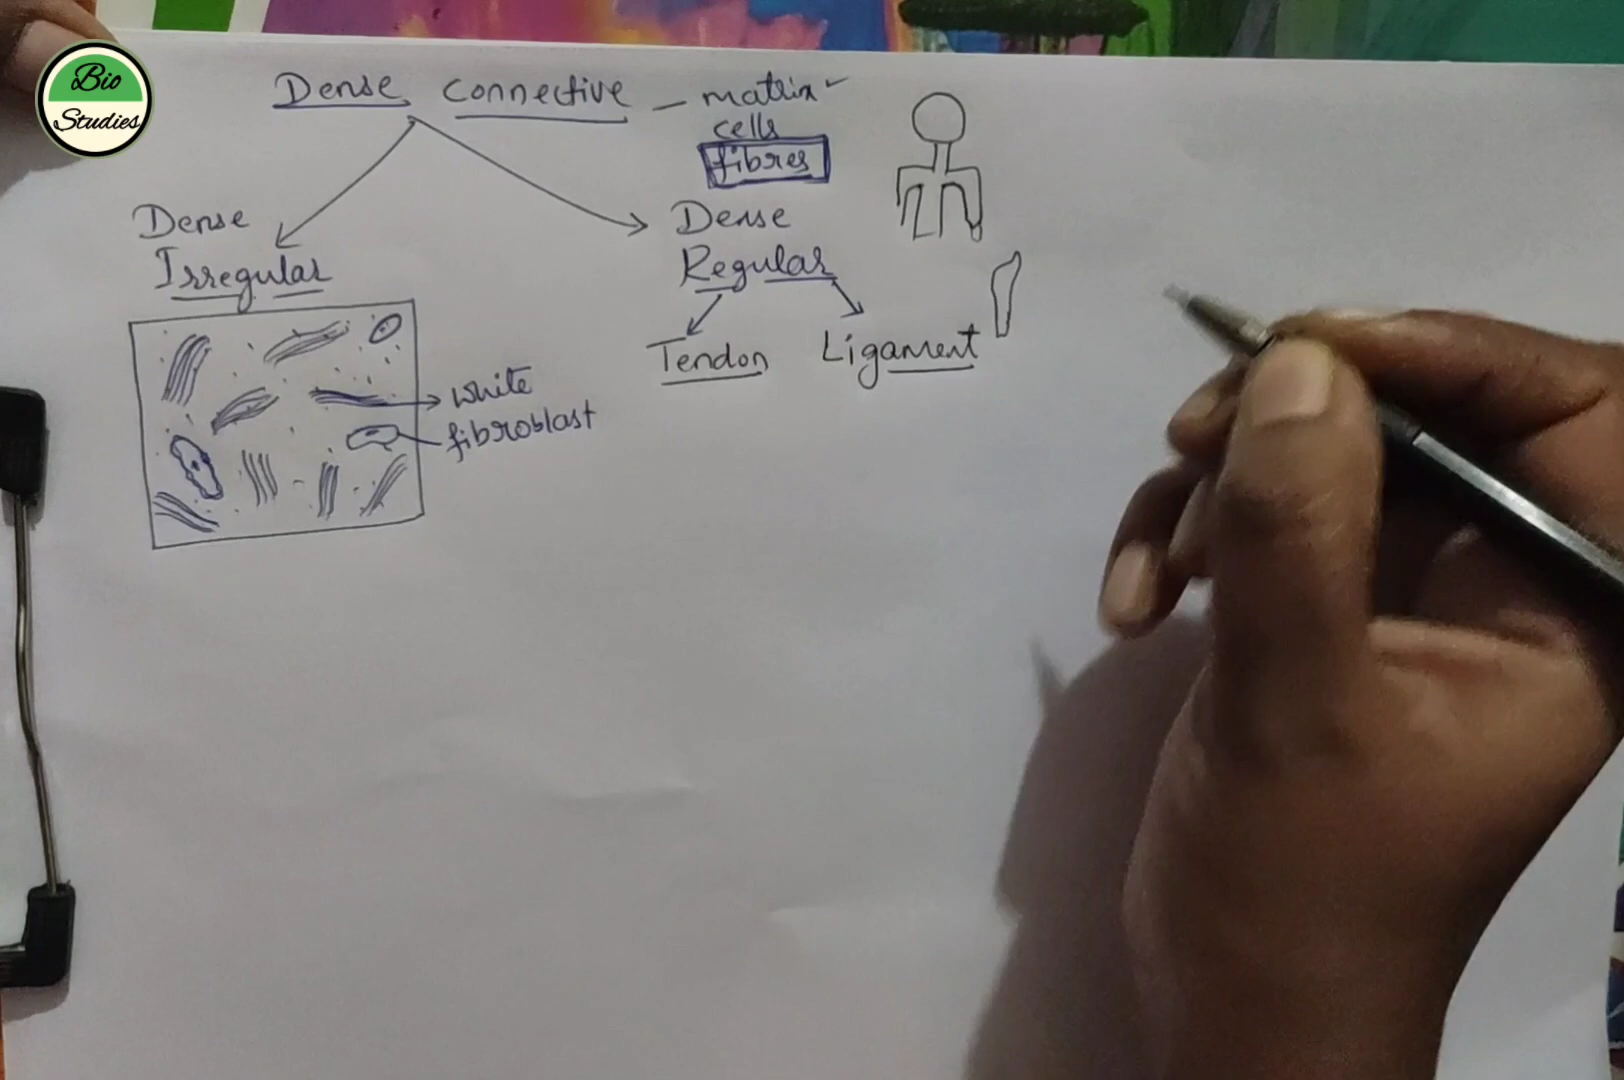 Bio
Studies
Dense connective - matrix
cells
fibres
Dense
Irregular
Dense
Regular
Tendon
Ligament
white
fibroblast